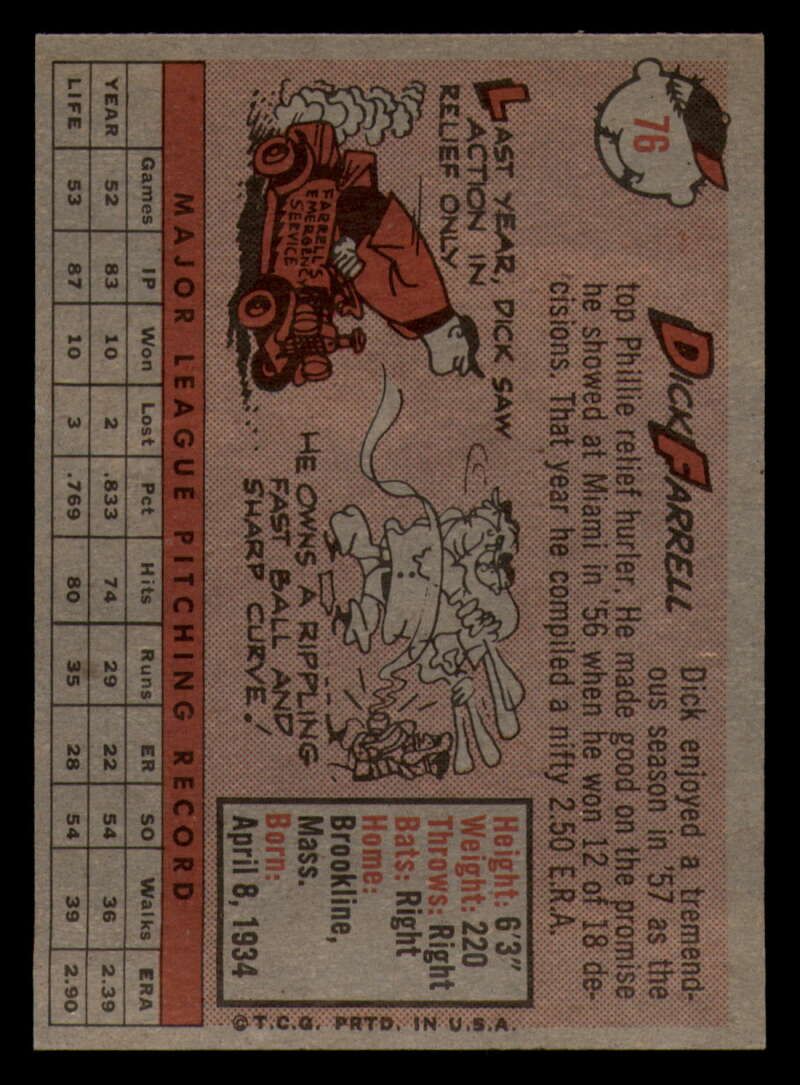 76
DICK FARRELL
Dick enjoyed a tremend-
ous season in '57 as the
top Phillie relief hurler. He made good on the promise
he showed at Miami in '56 when he won 12 of 18 de-
cisions. That year he compiled a nifty 2.50 E.R.A.
LAST YEAR, DICK SAW
ACTION IN
RELIEF ONLY
FARRELL'S
EMERGENCY
SERVICE
HE OWNS A RIPPLING
FAST BALL AND
SHARP CURVE!
Height: 6'3"
Weight: 220
Throws: Right
Bats: Right
Home:
Brookline,
Mass.
Born:
April 8, 1934
© T.C.G. PRTD. IN U.S.A.
MAJOR LEAGUE PITCHING RECORD
Games IP Won Lost Pct Hits Runs ER SO Walks ERA
YEAR 52 83 10 2 .833 74 29 22 54 36 2.39
LIFE 53 87 10 3 .769 80 35 28 54 39 2.90